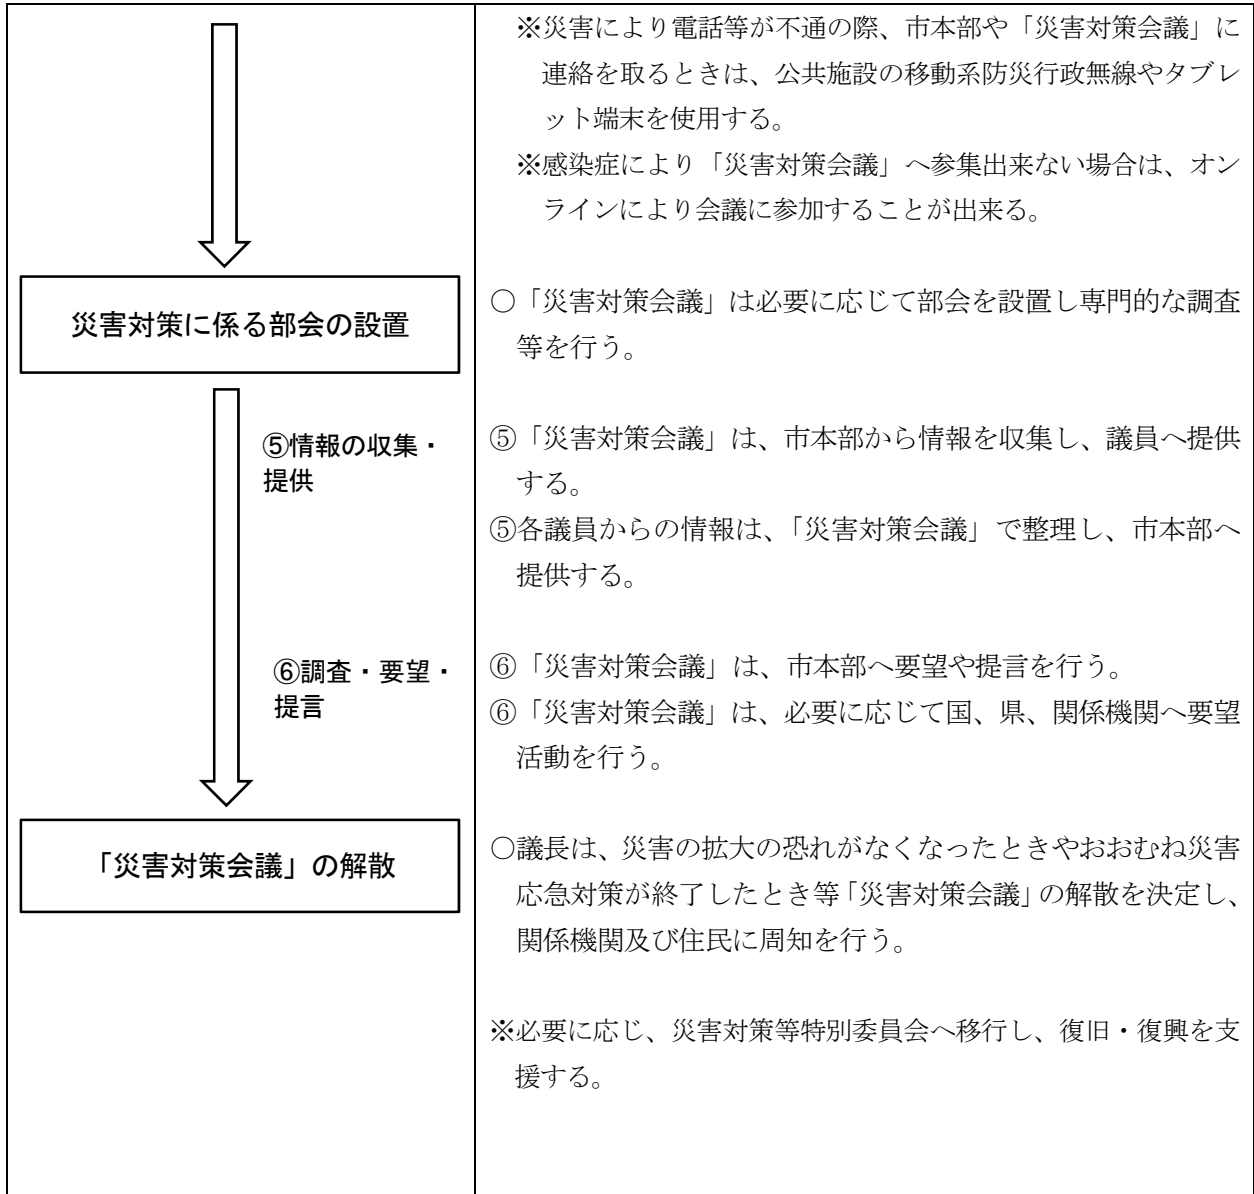 ※災害により電話等が不通の際、市本部や「災害対策会議」に
連絡を取るときは、公共施設の移動系防災行政無線やタブレ
ット端末を使用する。
※感染症により「災害対策会議」へ参集出来ない場合は、オン
ラインにより会議に参加することが出来る。
災害対策に係る部会の設置
○「災害対策会議」は必要に応じて部会を設置し専門的な調査
等を行う。
⑤情報の収集・
提供
⑤「災害対策会議」は、市本部から情報を収集し、議員へ提供
する。
⑤各議員からの情報は、「災害対策会議」で整理し、市本部へ
提供する。
⑥調査・要望・
提言
⑥「災害対策会議」は、市本部へ要望や提言を行う。
⑥「災害対策会議」は、必要に応じて国、県、関係機関へ要望
活動を行う。
「災害対策会議」の解散
○議長は、災害の拡大の恐れがなくなったときやおおむね災害
応急対策が終了したとき等「災害対策会議」の解散を決定し、
関係機関及び住民に周知を行う。
※必要に応じ、災害対策等特別委員会へ移行し、復旧・復興を支
援する。